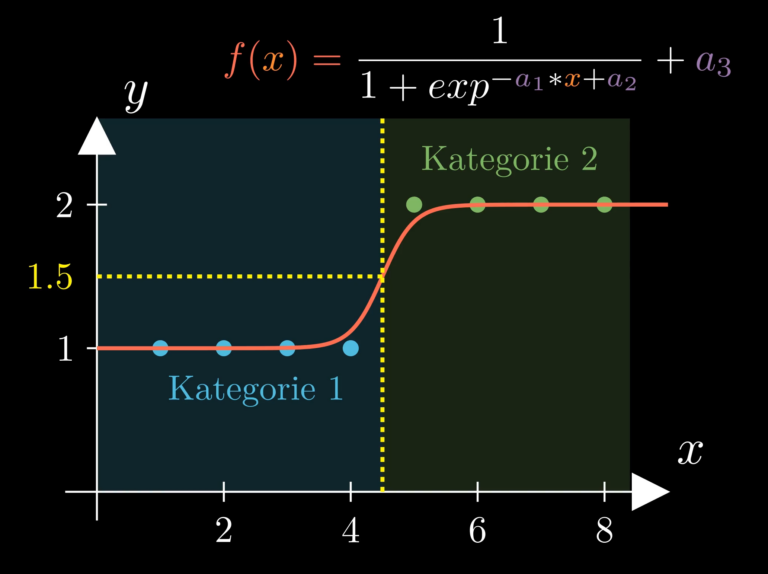 f(x) = 1 / (1 + exp^(-a₁*x+a₂)) + a₃
y
Kategorie 2
2
1.5
1
Kategorie 1
x
2 4 6 8